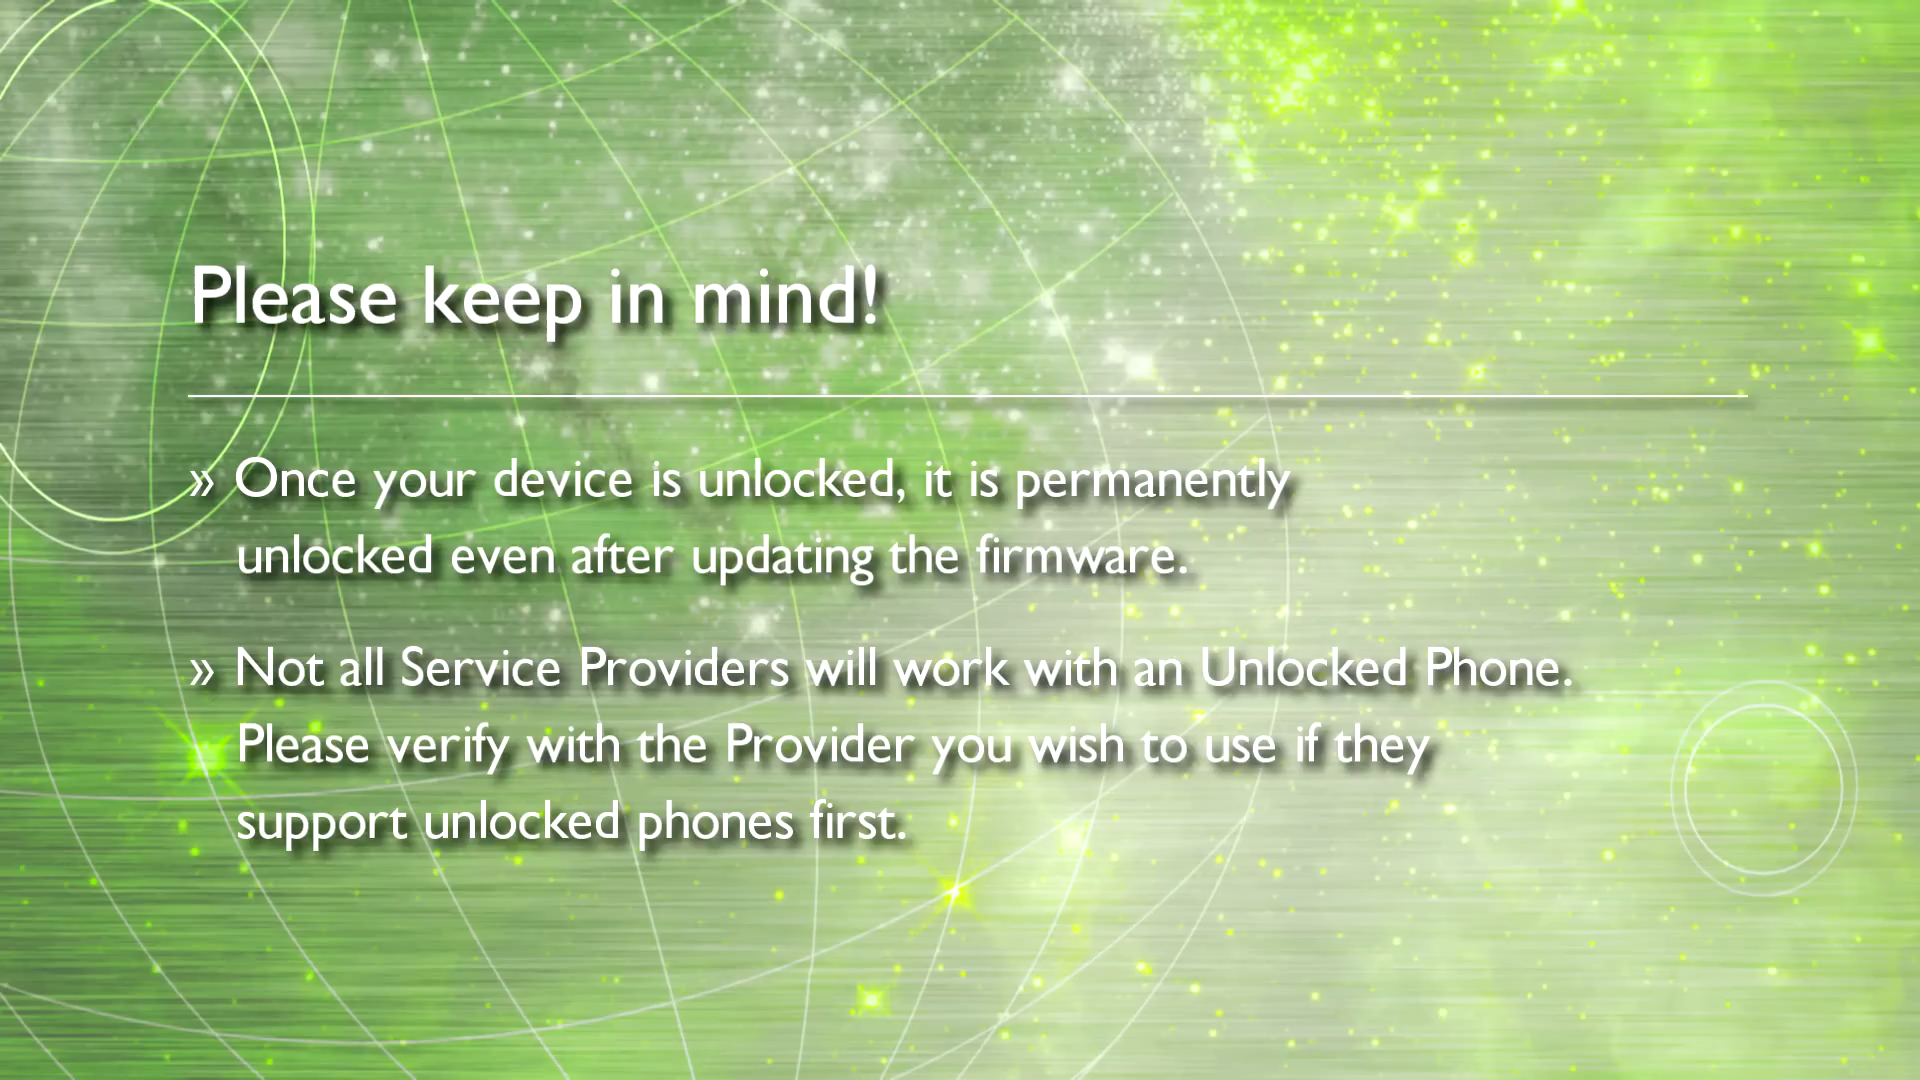 Please keep in mind!
» Once your device is unlocked, it is permanently
unlocked even after updating the firmware.
» Not all Service Providers will work with an Unlocked Phone.
Please verify with the Provider you wish to use if they
support unlocked phones first.